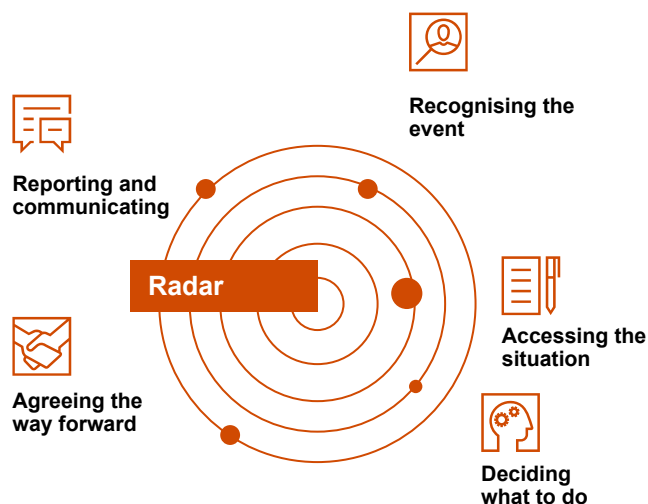 Recognising the
event
Reporting and
communicating
Radar
Accessing the
situation
Agreeing the
way forward
Deciding
what to do